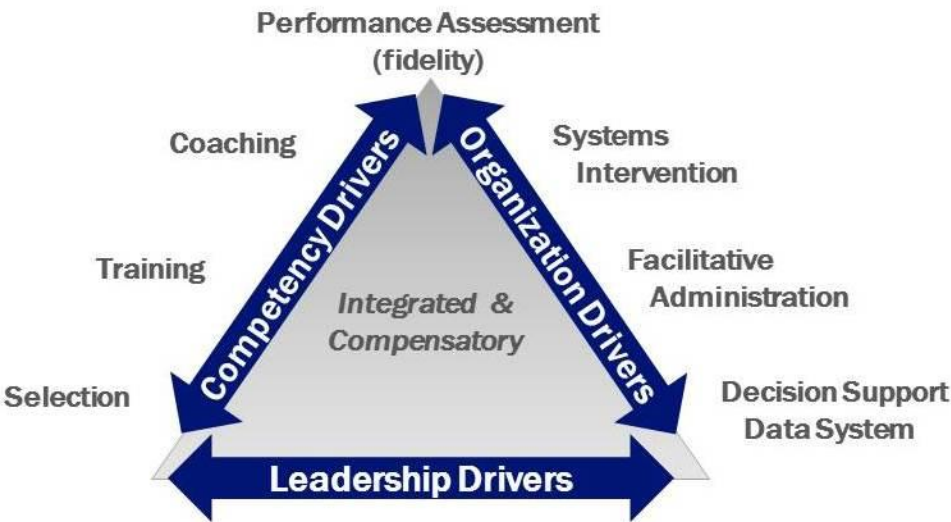 Performance Assessment
(fidelity)
Coaching
Systems
Intervention
Competency Drivers
Organization Drivers
Training
Facilitative
Administration
Integrated &
Compensatory
Selection
Decision Support
Data System
Leadership Drivers